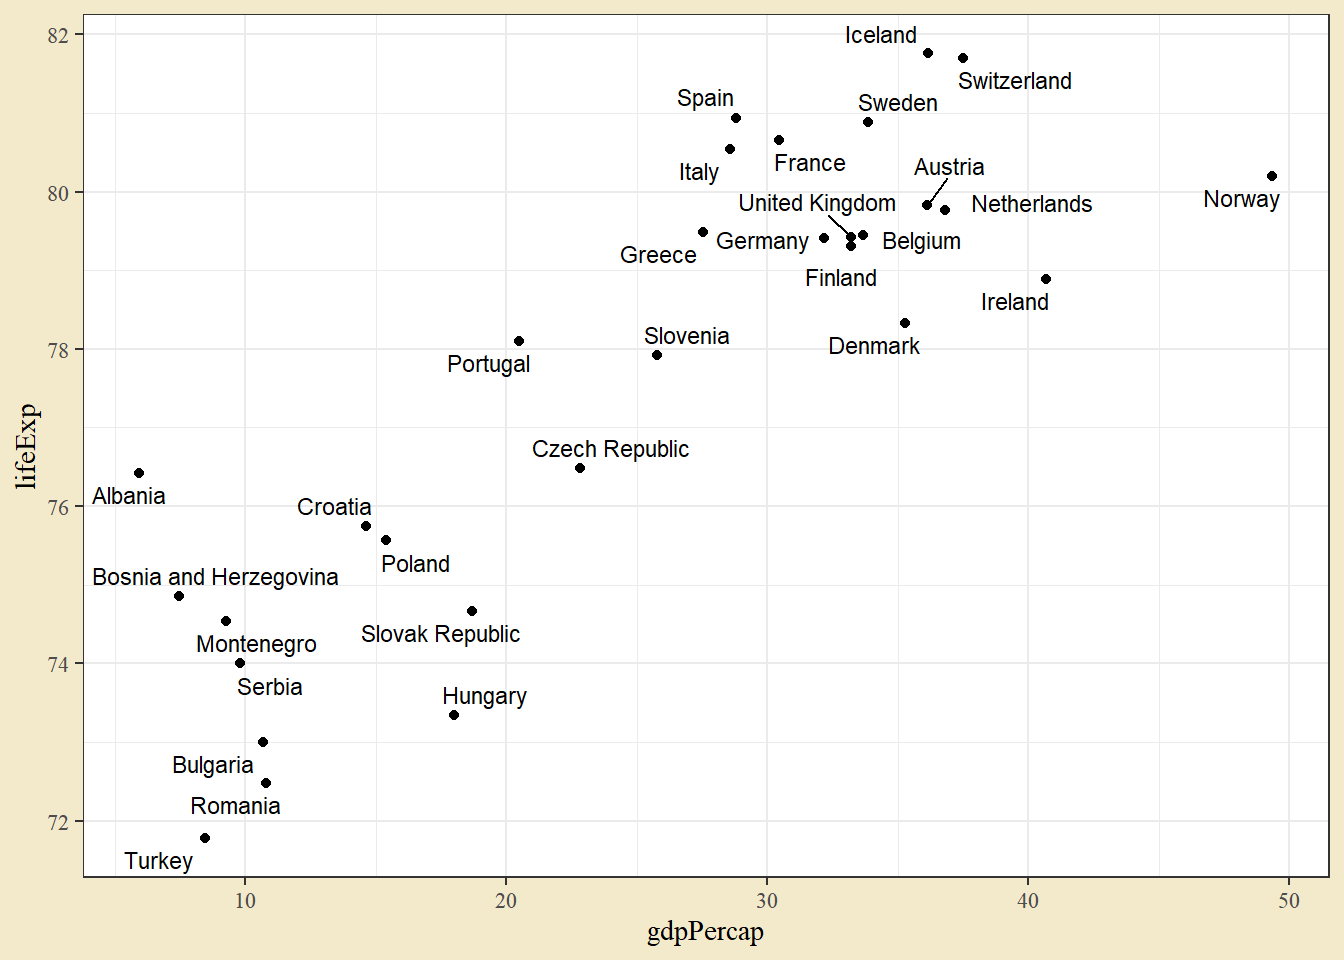 82
80
78
76
74
72
lifeExp
Iceland
Switzerland
Spain
Sweden
Italy
France
Austria
United Kingdom
Netherlands
Norway
Greece
Germany
Belgium
Finland
Ireland
Slovenia
Denmark
Portugal
Czech Republic
Albania
Croatia
Poland
Bosnia and Herzegovina
Slovak Republic
Montenegro
Serbia
Hungary
Bulgaria
Romania
Turkey
10
20
30
40
50
gdpPercap